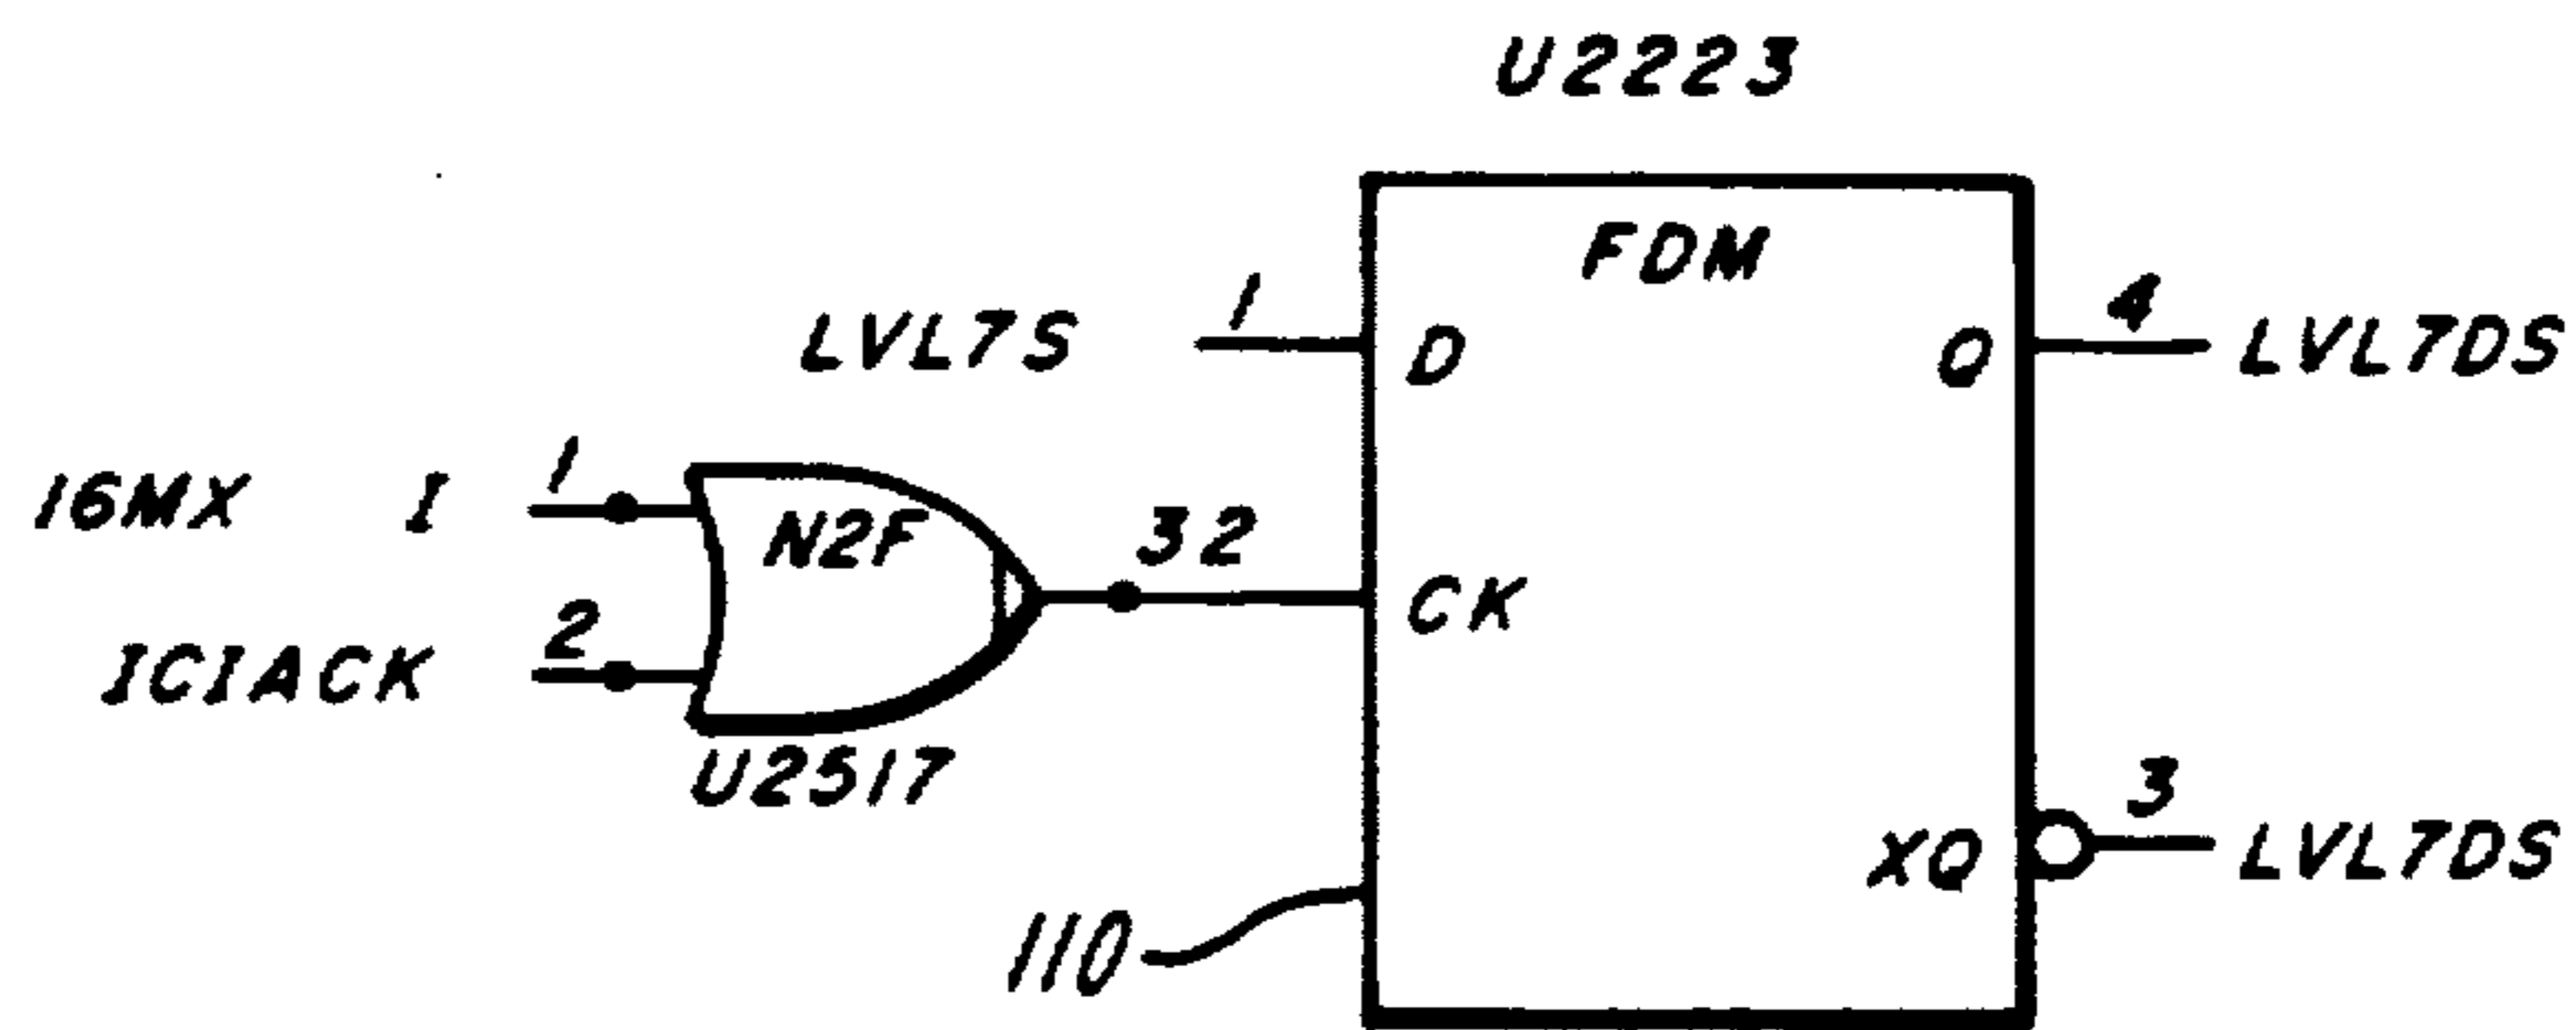 U2223
FDM
1
LVL7S
D
Q
4
LVL7DS
16MX I
1
N2F
32
CK
ICIACK
2
U2517
XQ
3
LVL7DS
110